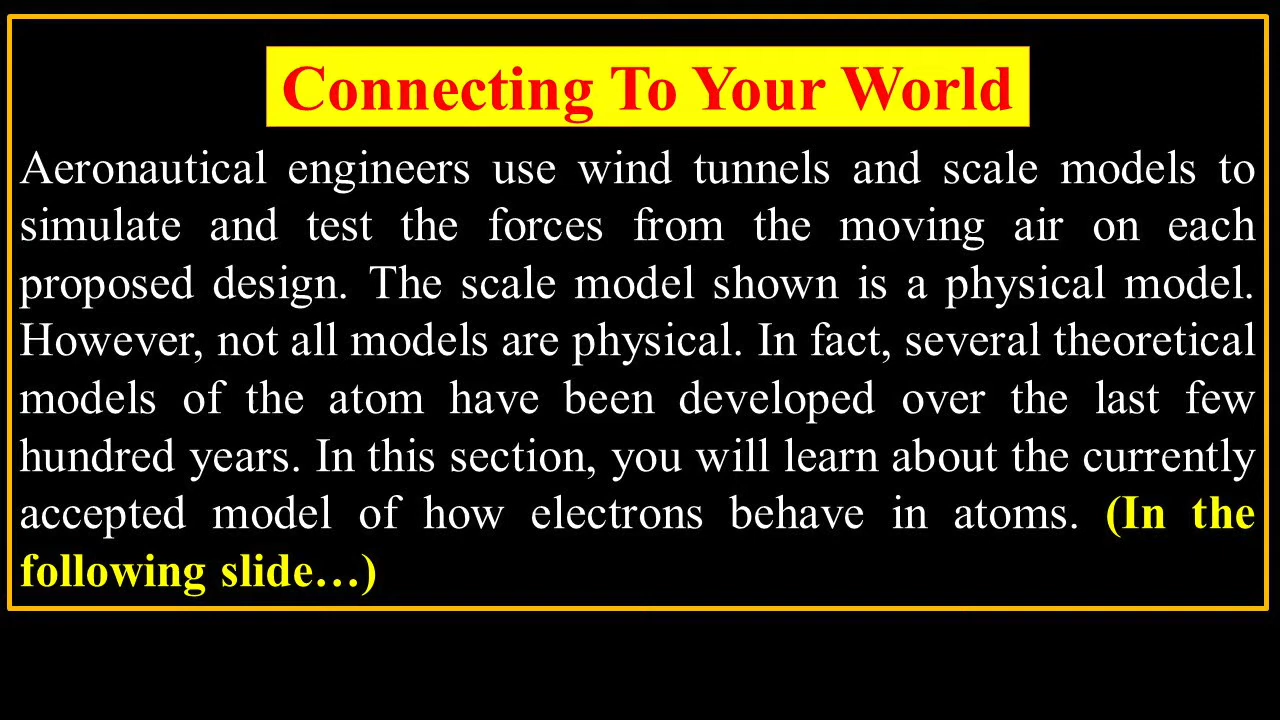 Connecting To Your World
Aeronautical engineers use wind tunnels and scale models to
simulate and test the forces from the moving air on each
proposed design. The scale model shown is a physical model.
However, not all models are physical. In fact, several theoretical
models of the atom have been developed over the last few
hundred years. In this section, you will learn about the currently
accepted model of how electrons behave in atoms. (In the
following slide…)